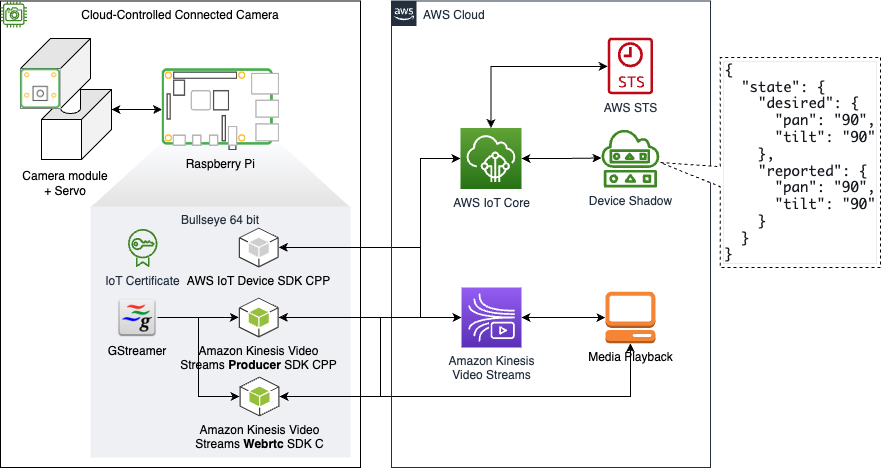 Cloud-Controlled Connected Camera
aws
AWS Cloud
STS
AWS STS
Camera module
+ Servo
Raspberry Pi
AWS IoT Core
Device Shadow
{
"state": {
"desired": {
"pan": "90",
"tilt": "90"
},
"reported": {
"pan": "90",
"tilt": "90"
}
}
}
Bullseye 64 bit
IoT Certificate
AWS IoT Device SDK CPP
g
GStreamer
Amazon Kinesis Video
Streams Producer SDK CPP
Amazon Kinesis
Video Streams
Media Playback
Amazon Kinesis Video
Streams Webrtc SDK C